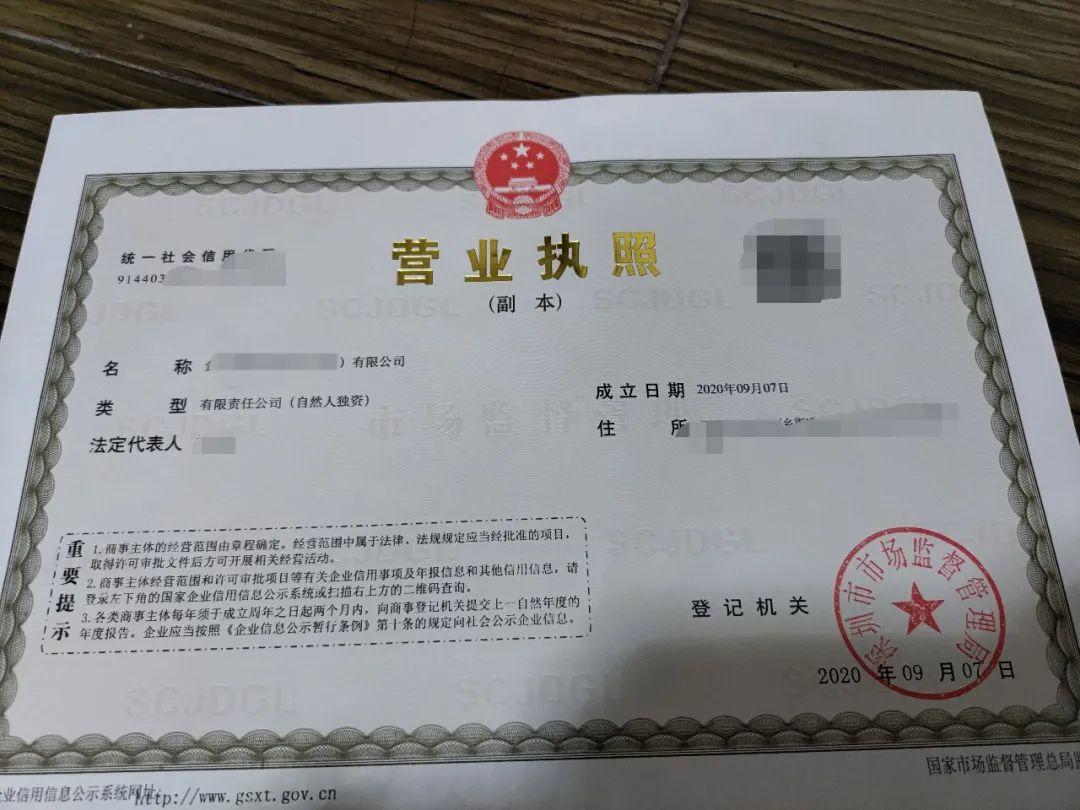 统一社会信用代
914403
营业执照
(副 本)
名 称 )有限公司
类 型 有限责任公司(自然人独资)
法定代表人
成立日期 2020年09月07日
住 所
重要提示
1.商事主体的经营范围由章程确定。经营范围中属于法律、法规规定应当经批准的项目,
取得许可审批文件后方可开展相关经营活动。
2.商事主体经营范围和许可审批项目等有关企业信用事项及年报信息和其他信用信息,请
登录左下角的国家企业信用信息公示系统或扫描右上方的二维码查询。
3.各类商事主体每年须于成立周年之日起两个月内,向商事登记机关提交上一自然年度的
年度报告。企业应当按照《企业信息公示暂行条例》第十条的规定向社会公示企业信息。
登记机关
深圳市市场监督管理局
2020 年 09 月 07 日
SCJDGL
市场监督管理
企业信用信息公示系统网址:http://www.gsxt.gov.cn
国家市场监督管理总局监